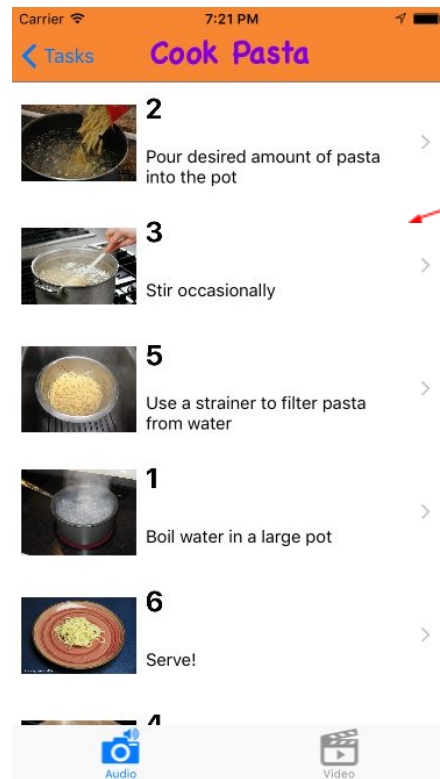 Carrier 7:21 PM
Tasks Cook Pasta
2
Pour desired amount of pasta
into the pot
3
Stir occasionally
5
Use a strainer to filter pasta
from water
1
Boil water in a large pot
6
Serve!
4
Audio Video